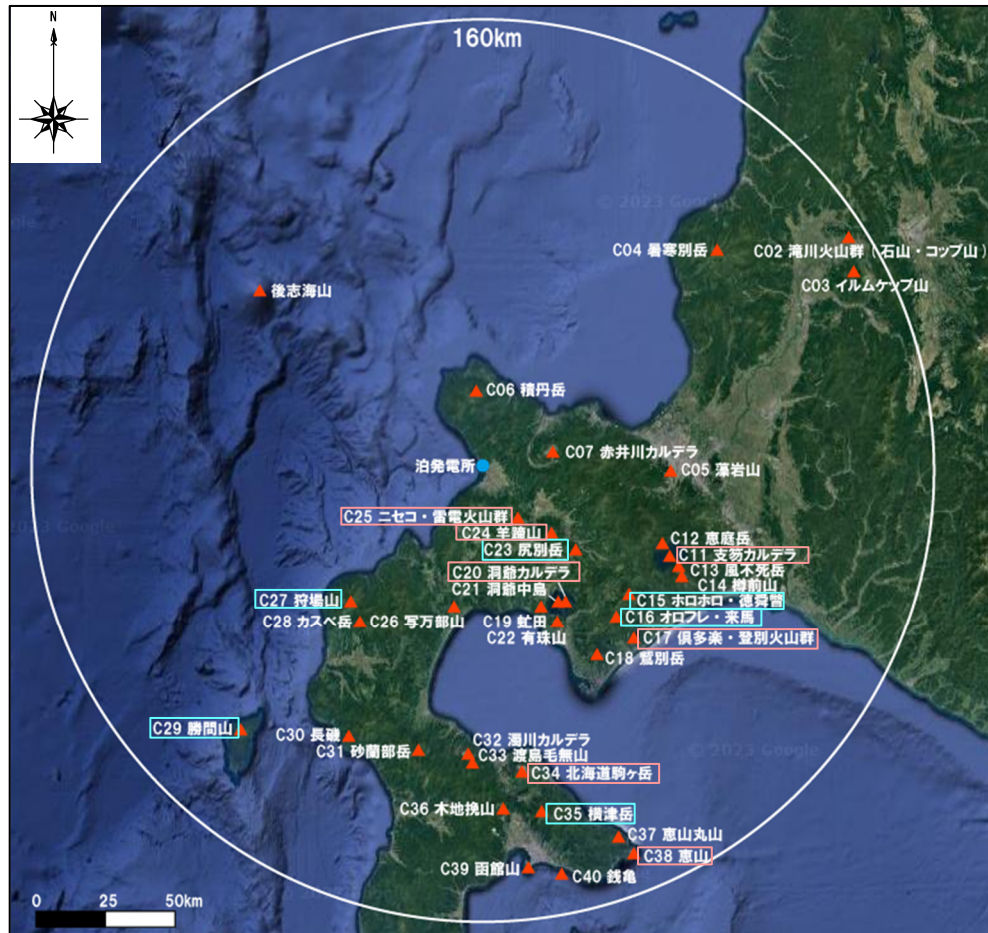 N
160km
© 2023 Google
C04 暑寒別岳
C02 滝川火山群（石山・コップ山）
C03 イルムケップ山
後志海山
C06 積丹岳
C07 赤井川カルデラ
泊発電所
C05 藻岩山
C25 ニセコ・雷電火山群
C24 羊蹄山
C12 恵庭岳
C23 尻別岳
C11 支笏カルデラ
C13 風不死岳
C20 洞爺カルデラ
C14 樽前山
C21 洞爺中島
C15 ホロホロ・徳舜瞥
C27 狩場山
C16 オロフレ・来馬
C28 カスベ岳
C26 写万部山
C19 虻田
C22 有珠山
C17 倶多楽・登別火山群
C18 鷲別岳
C29 勝澗山
C30 長磯
C32 濁川カルデラ
C31 砂蘭部岳
C33 渡島毛無山
© 2023 Google
C34 北海道駒ヶ岳
C36 木地挽山
C35 横津岳
C37 恵山丸山
C38 恵山
C39 函館山
C40 銭亀
0 25 50km